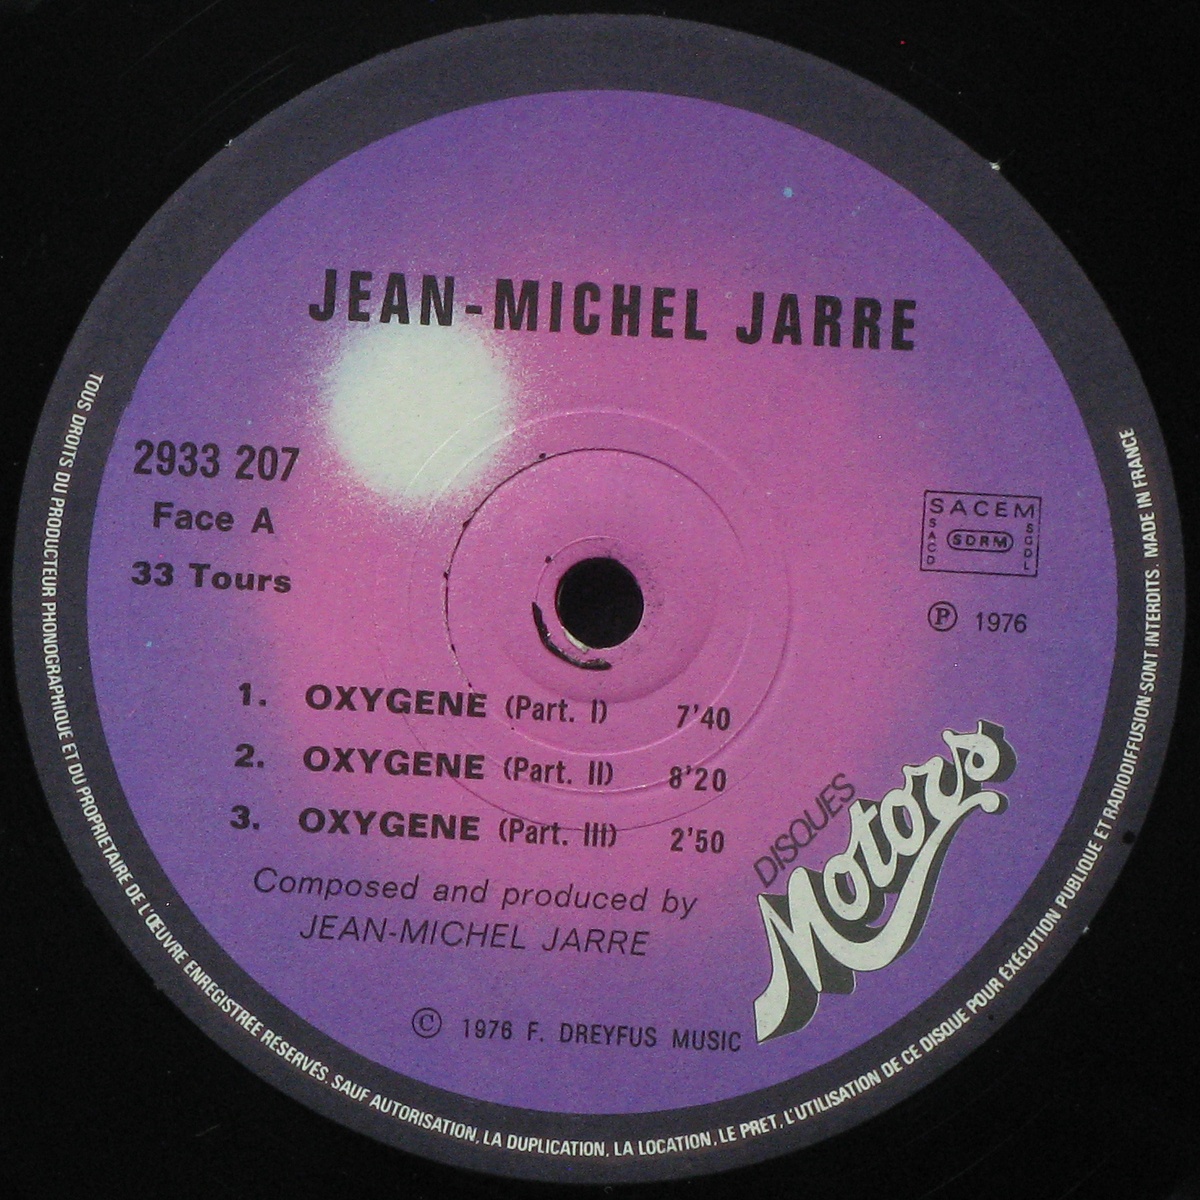 JEAN-MICHEL JARRE
2933 207
Face A
33 Tours
SACEM
SACD
SDRM
SGDL
Ⓟ 1976
1. OXYGENE (Part. I) 7'40
2. OXYGENE (Part. II) 8'20
3. OXYGENE (Part. III) 2'50
Composed and produced by
JEAN-MICHEL JARRE
DISQUES
Motors
© 1976 F. DREYFUS MUSIC
TOUS DROITS DU PRODUCTEUR PHONOGRAPHIQUE ET DU PROPRIETAIRE DE L'ŒUVRE ENREGISTREE RESERVÉS. SAUF AUTORISATION, LA DUPLICATION, LA LOCATION, LE PRET, L'UTILISATION DE CE DISQUE POUR EXECUTION PUBLIQUE ET RADIODIFFUSION SONT INTERDITS. MADE IN FRANCE